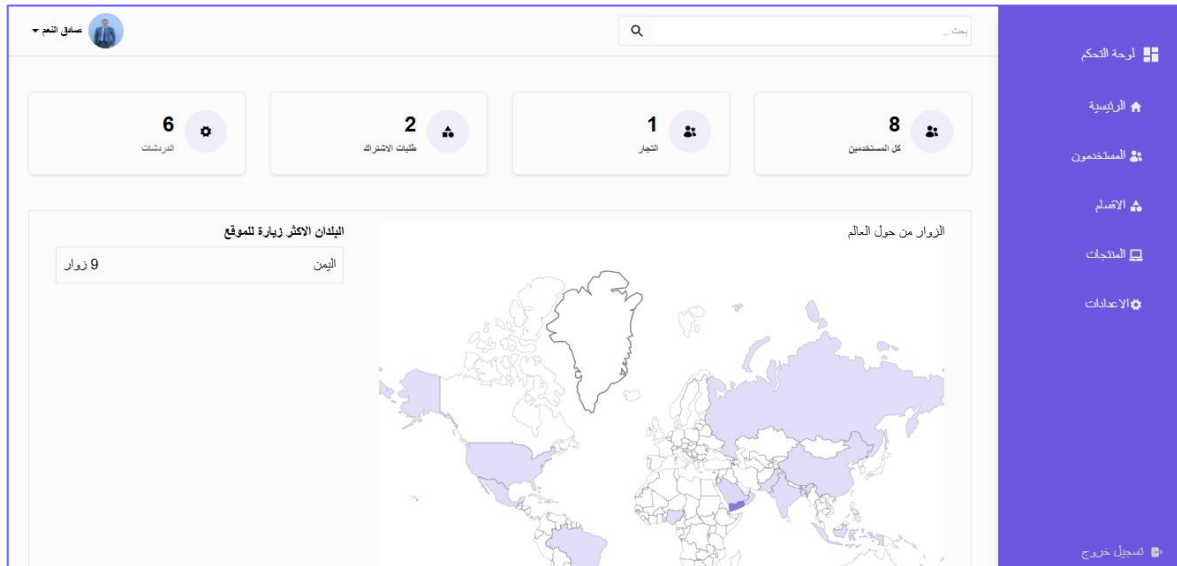 لوحة التحكم
الرئيسية
المستخدمون
الاقسام
المنتجات
الاعدادات
تسجيل خروج
بحث ..
صادق النعم
8
كل المستخدمين
1
التجار
2
طلبات الاشتراك
6
الدردشات
الزوار من حول العالم
البلدان الاكثر زيارة للموقع
اليمن 9 زوار